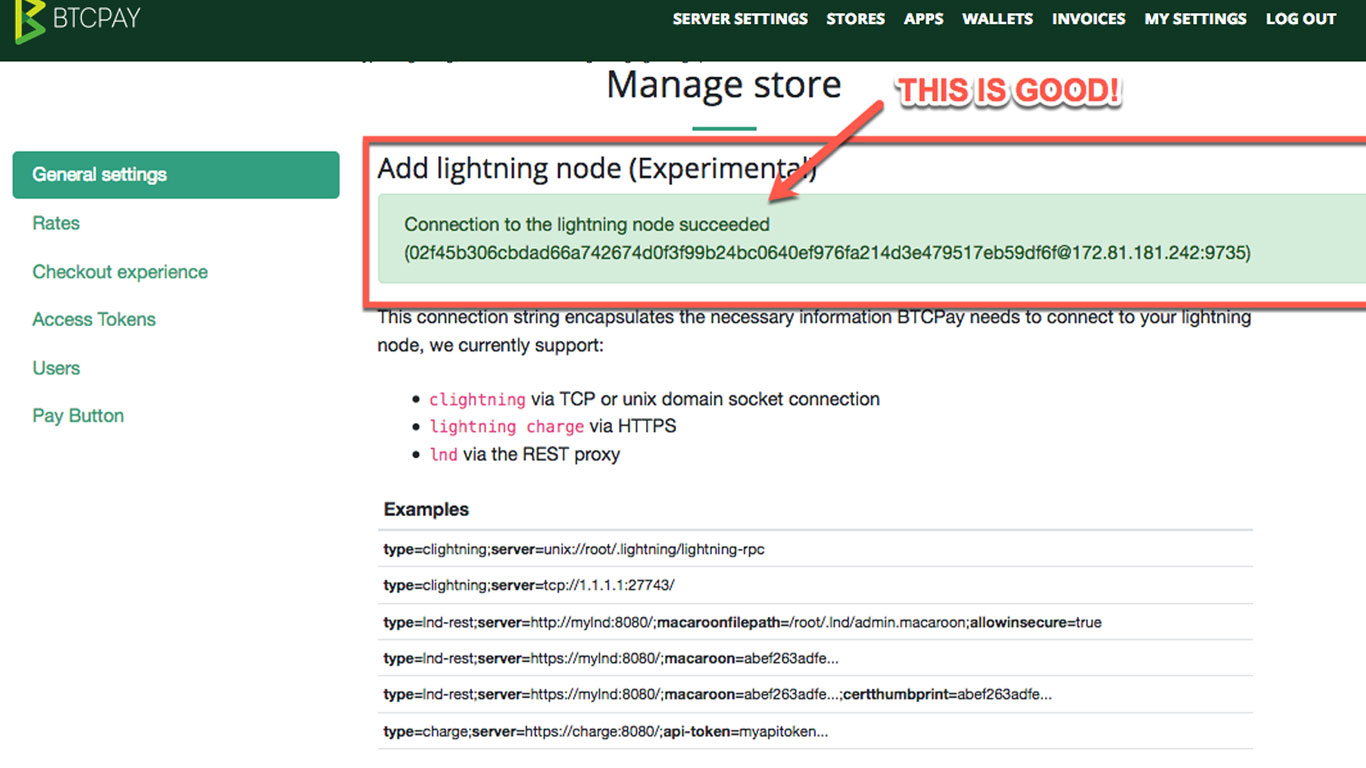 BTCPAY
SERVER SETTINGS STORES APPS WALLETS INVOICES MY SETTINGS LOG OUT
Manage store
THIS IS GOOD!
General settings
Rates
Checkout experience
Access Tokens
Users
Pay Button
Add lightning node (Experimental)
Connection to the lightning node succeeded
(02f45b306cbdad66a742674d0f3f99b24bc0640ef976fa214d3e479517eb59df6f@172.81.181.242:9735)
This connection string encapsulates the necessary information BTCPay needs to connect to your lightning
node, we currently support:
• clightning via TCP or unix domain socket connection
• lightning charge via HTTPS
• lnd via the REST proxy
Examples
type=clightning;server=unix://root/.lightning/lightning-rpc
type=clightning;server=tcp://1.1.1.1:27743/
type=lnd-rest;server=http://mylnd:8080/;macaroonfilepath=/root/.lnd/admin.macaroon;allowinsecure=true
type=lnd-rest;server=https://mylnd:8080/;macaroon=abef263adfe...
type=lnd-rest;server=https://mylnd:8080/;macaroon=abef263adfe...;certthumbprint=abef263adfe...
type=charge;server=https://charge:8080/;api-token=myapitoken...